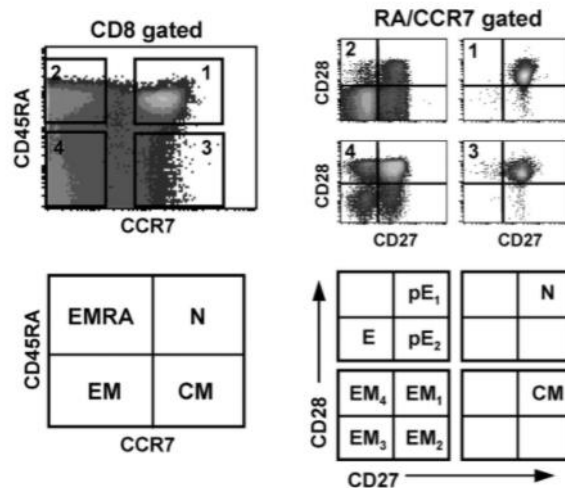 CD8 gated
2
1
4
3
CD45RA
CCR7
RA/CCR7 gated
2
1
CD28
4
3
CD28
CD27
CD27
EMRA
N
EM
CM
CD45RA
CCR7
pE₁
N
E
pE₂
EM₄
EM₁
CM
EM₃
EM₂
CD28
CD27